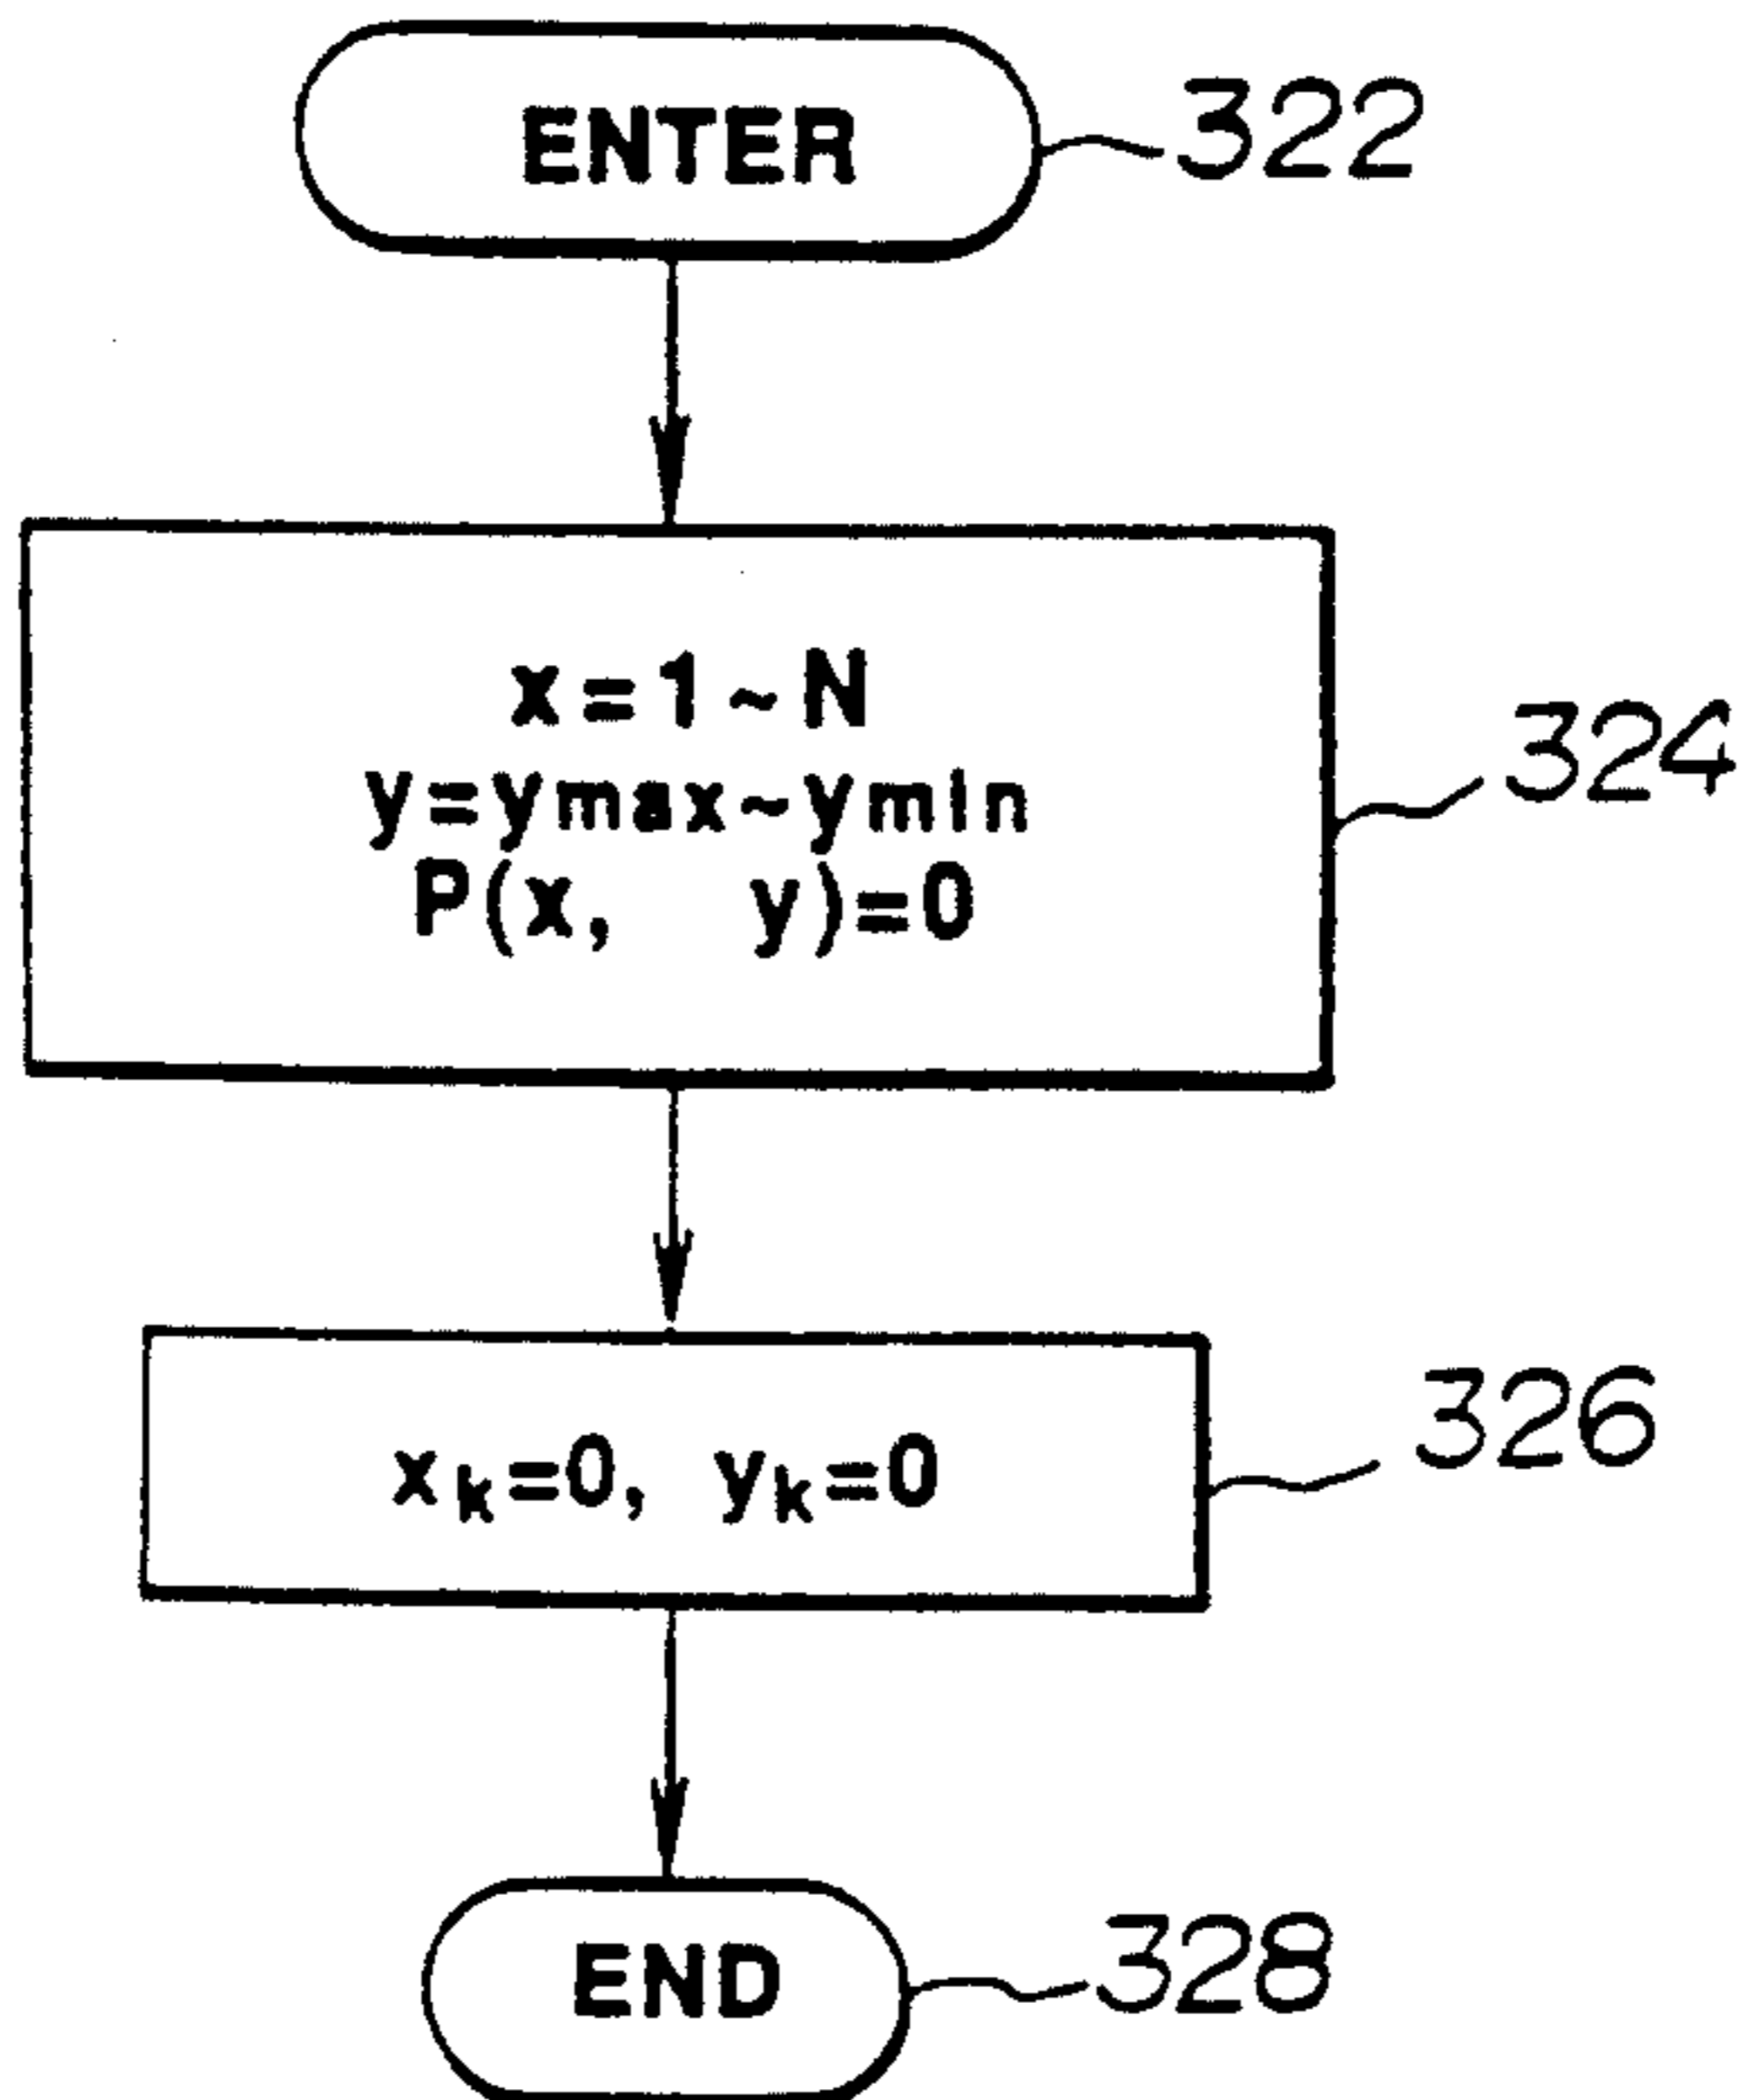 ENTER
322
x=1~N
y=ymax~ymin
P(x, y)=0
324
xk=0, yk=0
326
END
328